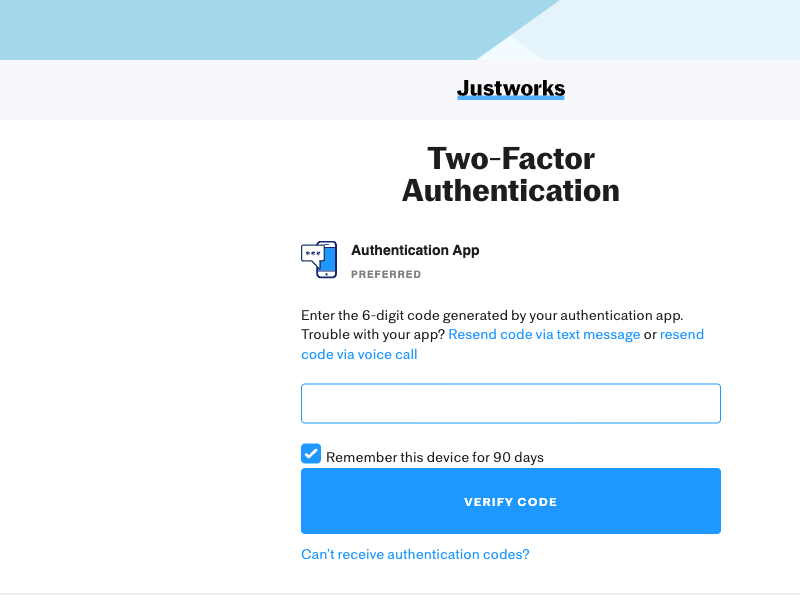 Justworks
Two-Factor
Authentication
Authentication App
PREFERRED
Enter the 6-digit code generated by your authentication app.
Trouble with your app? Resend code via text message or resend
code via voice call
Remember this device for 90 days
VERIFY CODE
Can't receive authentication codes?